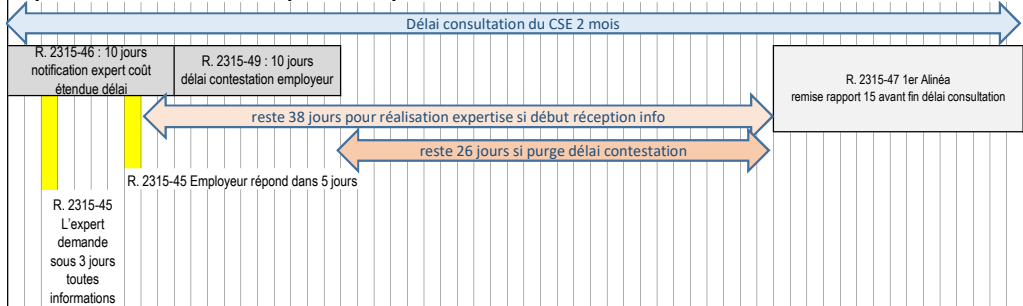 Délai consultation du CSE 2 mois
R. 2315-46 : 10 jours
notification expert coût
étendue délai
R. 2315-49 : 10 jours
délai contestation employeur
R. 2315-47 1er Alinéa
remise rapport 15 avant fin délai consultation
reste 38 jours pour réalisation expertise si début réception info
reste 26 jours si purge délai contestation
R. 2315-45 Employeur répond dans 5 jours
R. 2315-45
L'expert
demande
sous 3 jours
toutes
informations